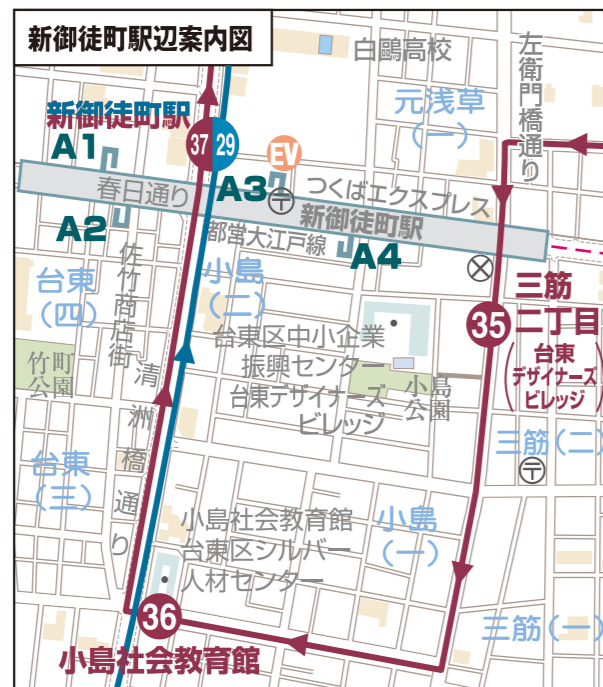 新御徒町駅辺案内図
白鷗高校
左衛門橋通り
元浅草
(一)
新御徒町駅
37 29
A1
EV
A3
〒
春日通り
つくばエクスプレス
新御徒町駅
A2
都営大江戸線
A4
佐竹商店街
台東
(四)
小島
(二)
35
三筋
二丁目
(台東
デザイナーズ
ビレッジ)
台東区中小企業
振興センター
台東デザイナーズ
ビレッジ
竹町
公園
小島
公園
清洲橋通り
三筋(二)
〒
台東
(三)
小島社会教育館
台東区シルバー
人材センター
小島
(一)
36
小島社会教育館
三筋(一)